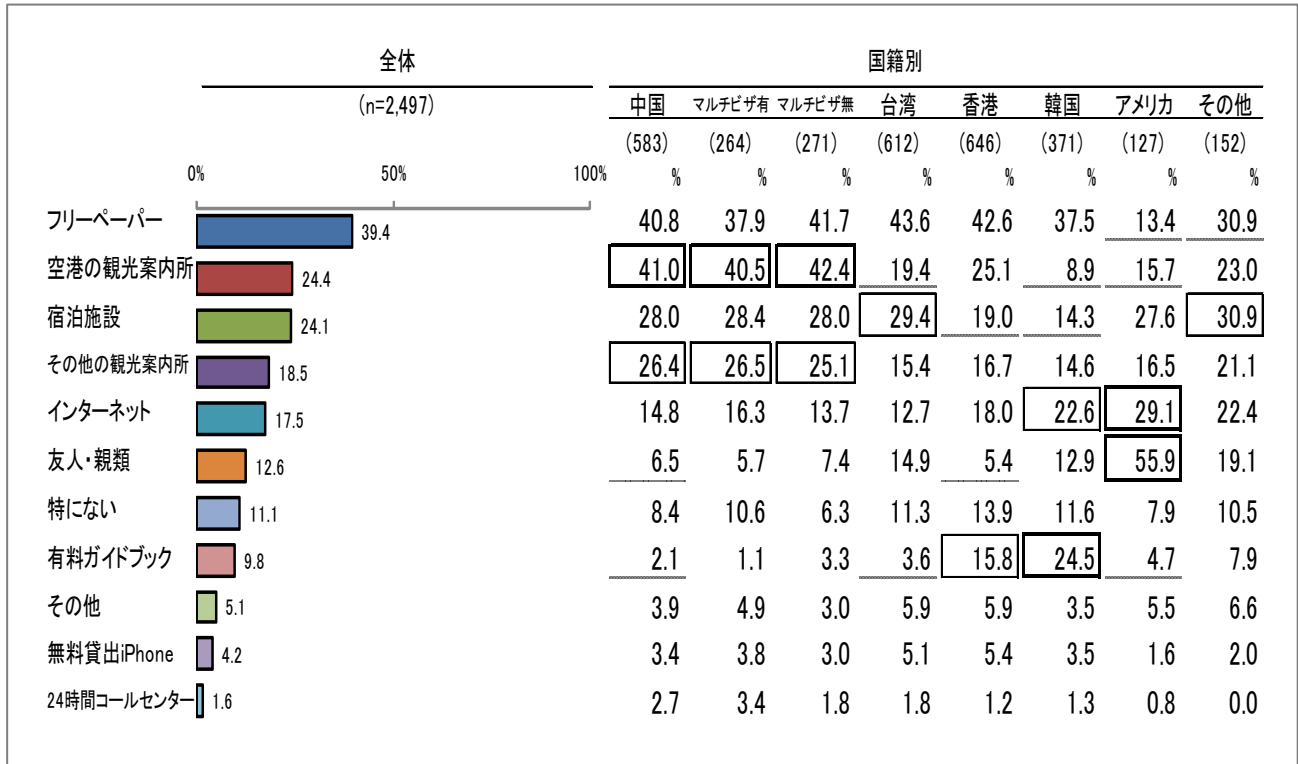 全体 国籍別
(n=2,497) 中国 マルチビザ有 マルチビザ無 台湾 香港 韓国 アメリカ その他
(583) (264) (271) (612) (646) (371) (127) (152)
0% 50% 100% % % % % % % % %
フリーペーパー 39.4 40.8 37.9 41.7 43.6 42.6 37.5 13.4 30.9
空港の観光案内所 24.4 41.0 40.5 42.4 19.4 25.1 8.9 15.7 23.0
宿泊施設 24.1 28.0 28.4 28.0 29.4 19.0 14.3 27.6 30.9
その他の観光案内所 18.5 26.4 26.5 25.1 15.4 16.7 14.6 16.5 21.1
インターネット 17.5 14.8 16.3 13.7 12.7 18.0 22.6 29.1 22.4
友人・親類 12.6 6.5 5.7 7.4 14.9 5.4 12.9 55.9 19.1
特にない 11.1 8.4 10.6 6.3 11.3 13.9 11.6 7.9 10.5
有料ガイドブック 9.8 2.1 1.1 3.3 3.6 15.8 24.5 4.7 7.9
その他 5.1 3.9 4.9 3.0 5.9 5.9 3.5 5.5 6.6
無料貸出iPhone 4.2 3.4 3.8 3.0 5.1 5.4 3.5 1.6 2.0
24時間コールセンター 1.6 2.7 3.4 1.8 1.8 1.2 1.3 0.8 0.0